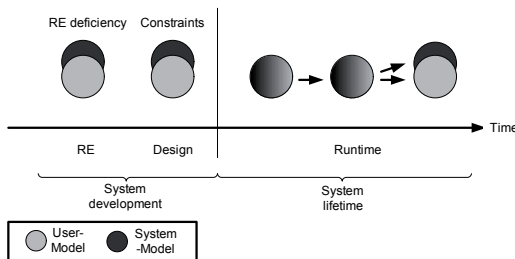 RE deficiency
Constraints
Time
RE
Design
Runtime
System
development
System
lifetime
User-
Model
System
-Model